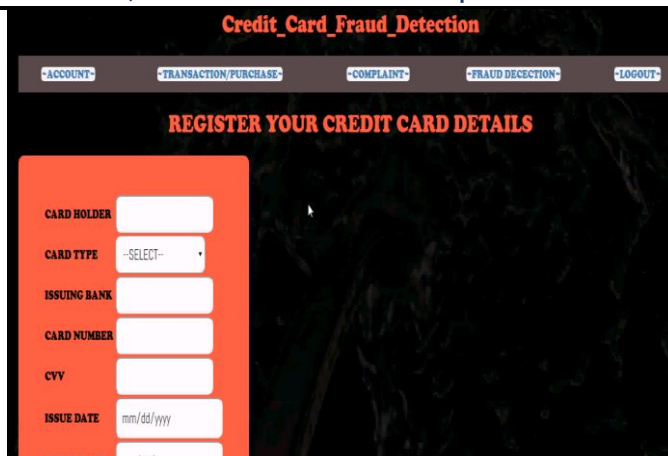 Credit_Card_Fraud_Detection
-ACCOUNT- -TRANSACTION/PURCHASE- -COMPLAINT- -FRAUD DECECTION- -LOGOUT-
REGISTER YOUR CREDIT CARD DETAILS
CARD HOLDER
CARD TYPE --SELECT--
ISSUING BANK
CARD NUMBER
CVV
ISSUE DATE mm/dd/yyyy